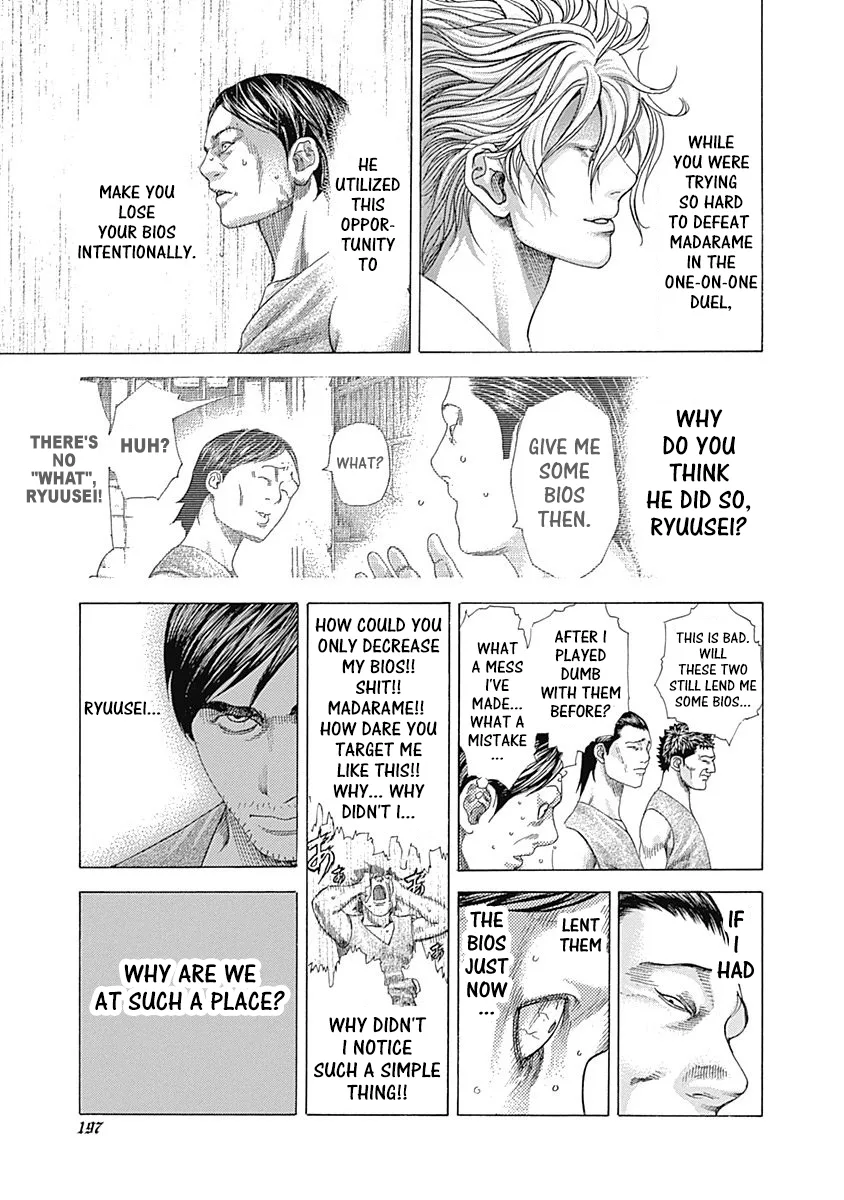 WHILE
YOU WERE
TRYING
SO HARD
TO DEFEAT
MADARAME
IN THE
ONE-ON-ONE
DUEL,
HE
UTILIZED
THIS
OPPOR-
TUNITY
TO
MAKE YOU
LOSE
YOUR BIOS
INTENTIONALLY.
WHY
DO YOU
THINK
HE DID SO,
RYUUSEI?
GIVE ME
SOME
BIOS
THEN.
WHAT?
HUH?
THERE'S
NO
"WHAT",
RYUUSEI!
THIS IS BAD.
WILL
THESE TWO
STILL LEND ME
SOME BIOS...
AFTER I
PLAYED
DUMB
WITH THEM
BEFORE?
WHAT
A MESS
I'VE
MADE...
WHAT A
MISTAKE
...
IF
I
HAD
LENT
THEM
THE
BIOS
JUST
NOW
...
HOW COULD YOU
ONLY DECREASE
MY BIOS!!
SHIT!!
MADARAME!!
HOW DARE YOU
TARGET ME
LIKE THIS!!
WHY... WHY
DIDN'T I...
WHY DIDN'T
I NOTICE
SUCH A SIMPLE
THING!!
RYUUSEI...
WHY ARE WE
AT SUCH A PLACE?
197